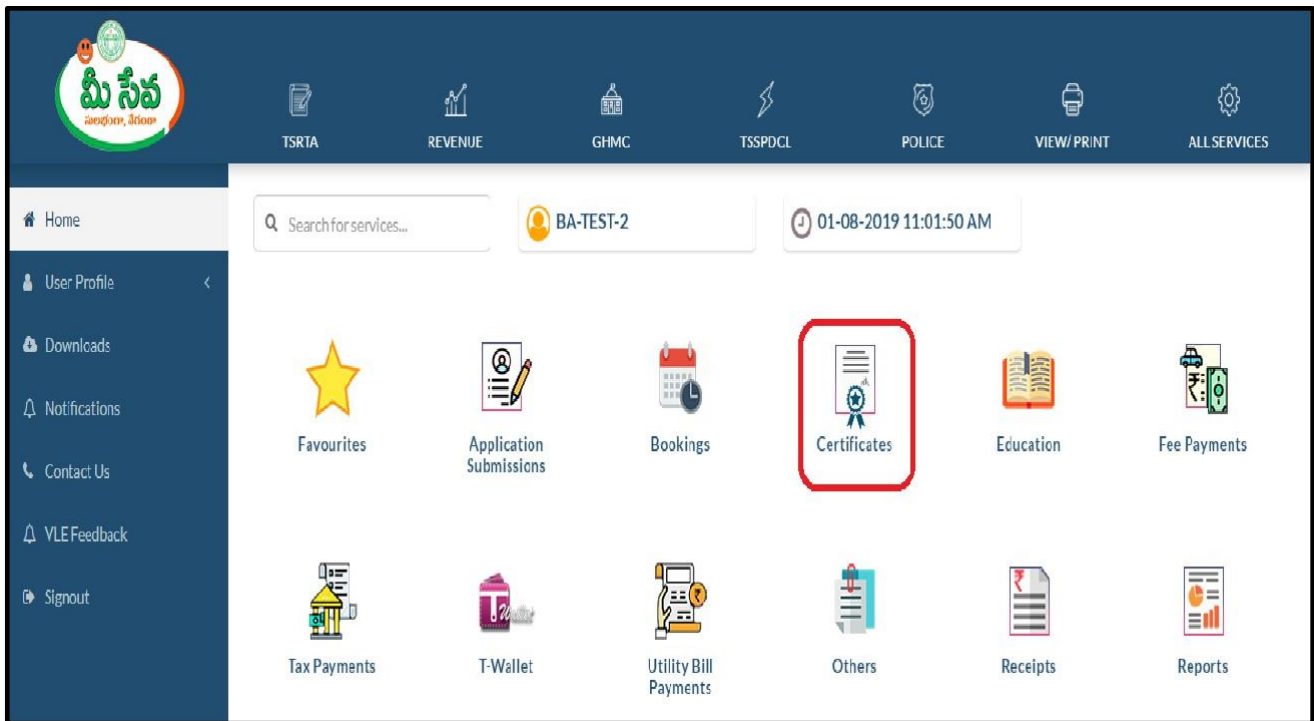 మీ సేవ
TSRTA
REVENUE
GHMC
TSSPDCL
POLICE
VIEW/ PRINT
ALL SERVICES
Home
Search for services...
BA-TEST-2
01-08-2019 11:01:50 AM
User Profile
Downloads
Notifications
Contact Us
VLE Feedback
Signout
Favourites
Application
Submissions
Bookings
Certificates
Education
Fee Payments
Tax Payments
T-Wallet
Utility Bill
Payments
Others
Receipts
Reports